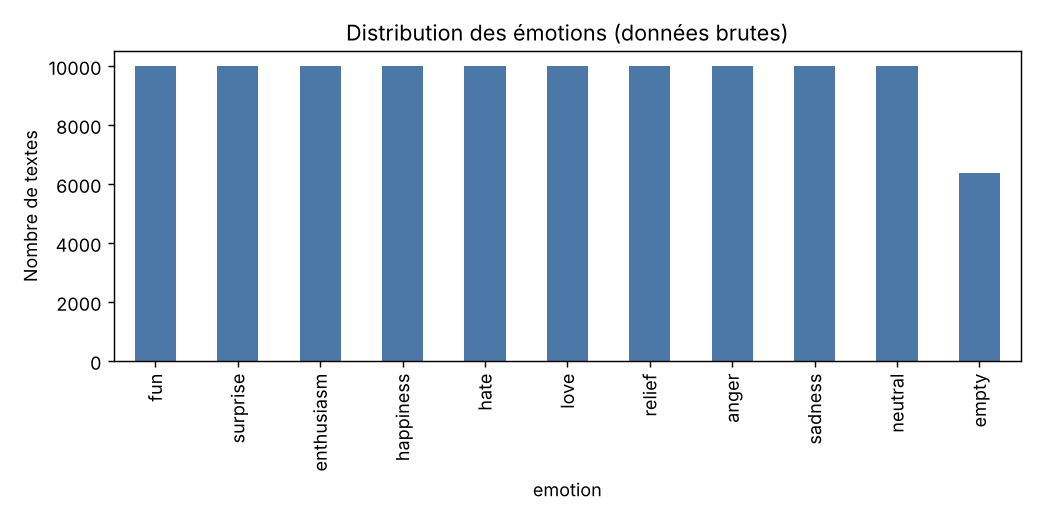 Distribution des émotions (données brutes)
Nombre de textes
10000
8000
6000
4000
2000
0
fun
surprise
enthusiasm
happiness
hate
love
relief
anger
sadness
neutral
empty
emotion